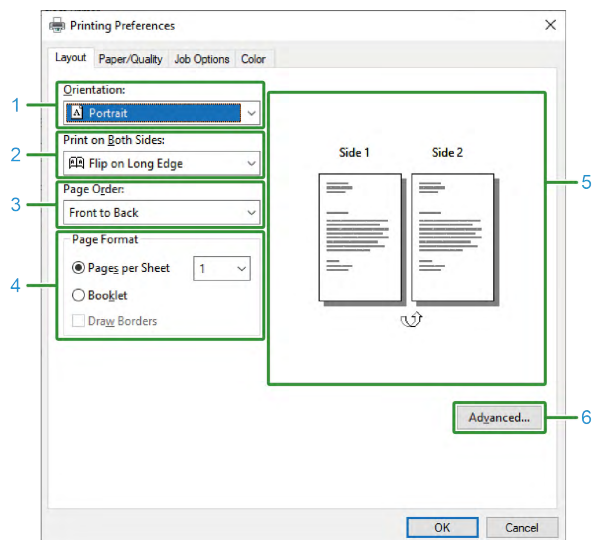 Printing Preferences
Layout Paper/Quality Job Options Color
Orientation:
1
Portrait
Print on Both Sides:
2
Flip on Long Edge
Page Order:
3
Front to Back
Page Format
Pages per Sheet 1
4
Booklet
Draw Borders
Side 1 Side 2
5
Advanced...
6
OK Cancel